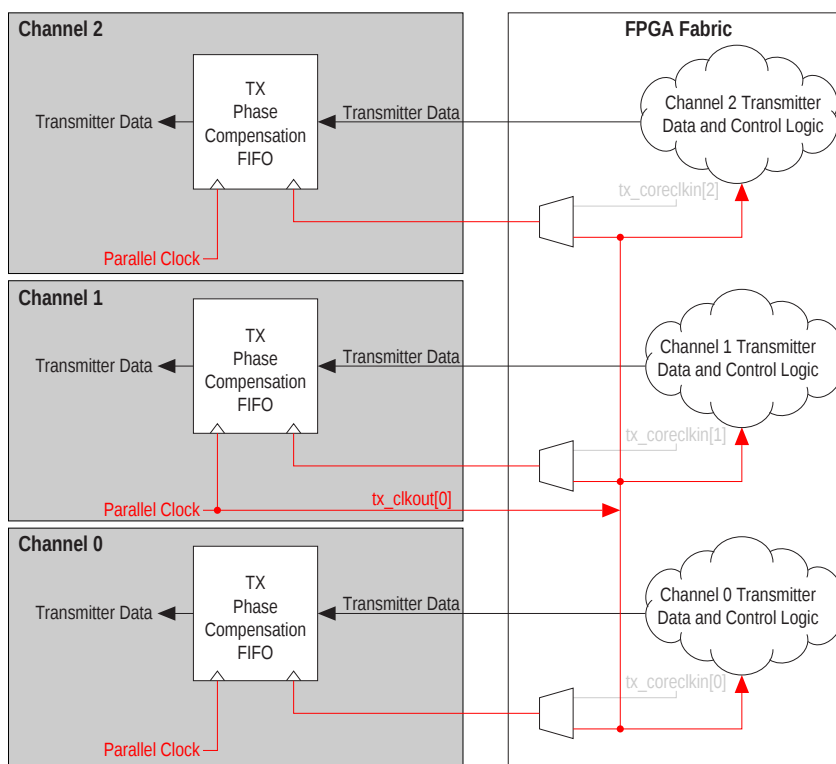 Channel 2
FPGA Fabric
TX
Phase
Compensation
FIFO
Transmitter Data
Transmitter Data
Channel 2 Transmitter
Data and Control Logic
tx_coreclkin[2]
Parallel Clock
Channel 1
TX
Phase
Compensation
FIFO
Transmitter Data
Transmitter Data
Channel 1 Transmitter
Data and Control Logic
tx_coreclkin[1]
Parallel Clock
tx_clkout[0]
Channel 0
TX
Phase
Compensation
FIFO
Transmitter Data
Transmitter Data
Channel 0 Transmitter
Data and Control Logic
tx_coreclkin[0]
Parallel Clock